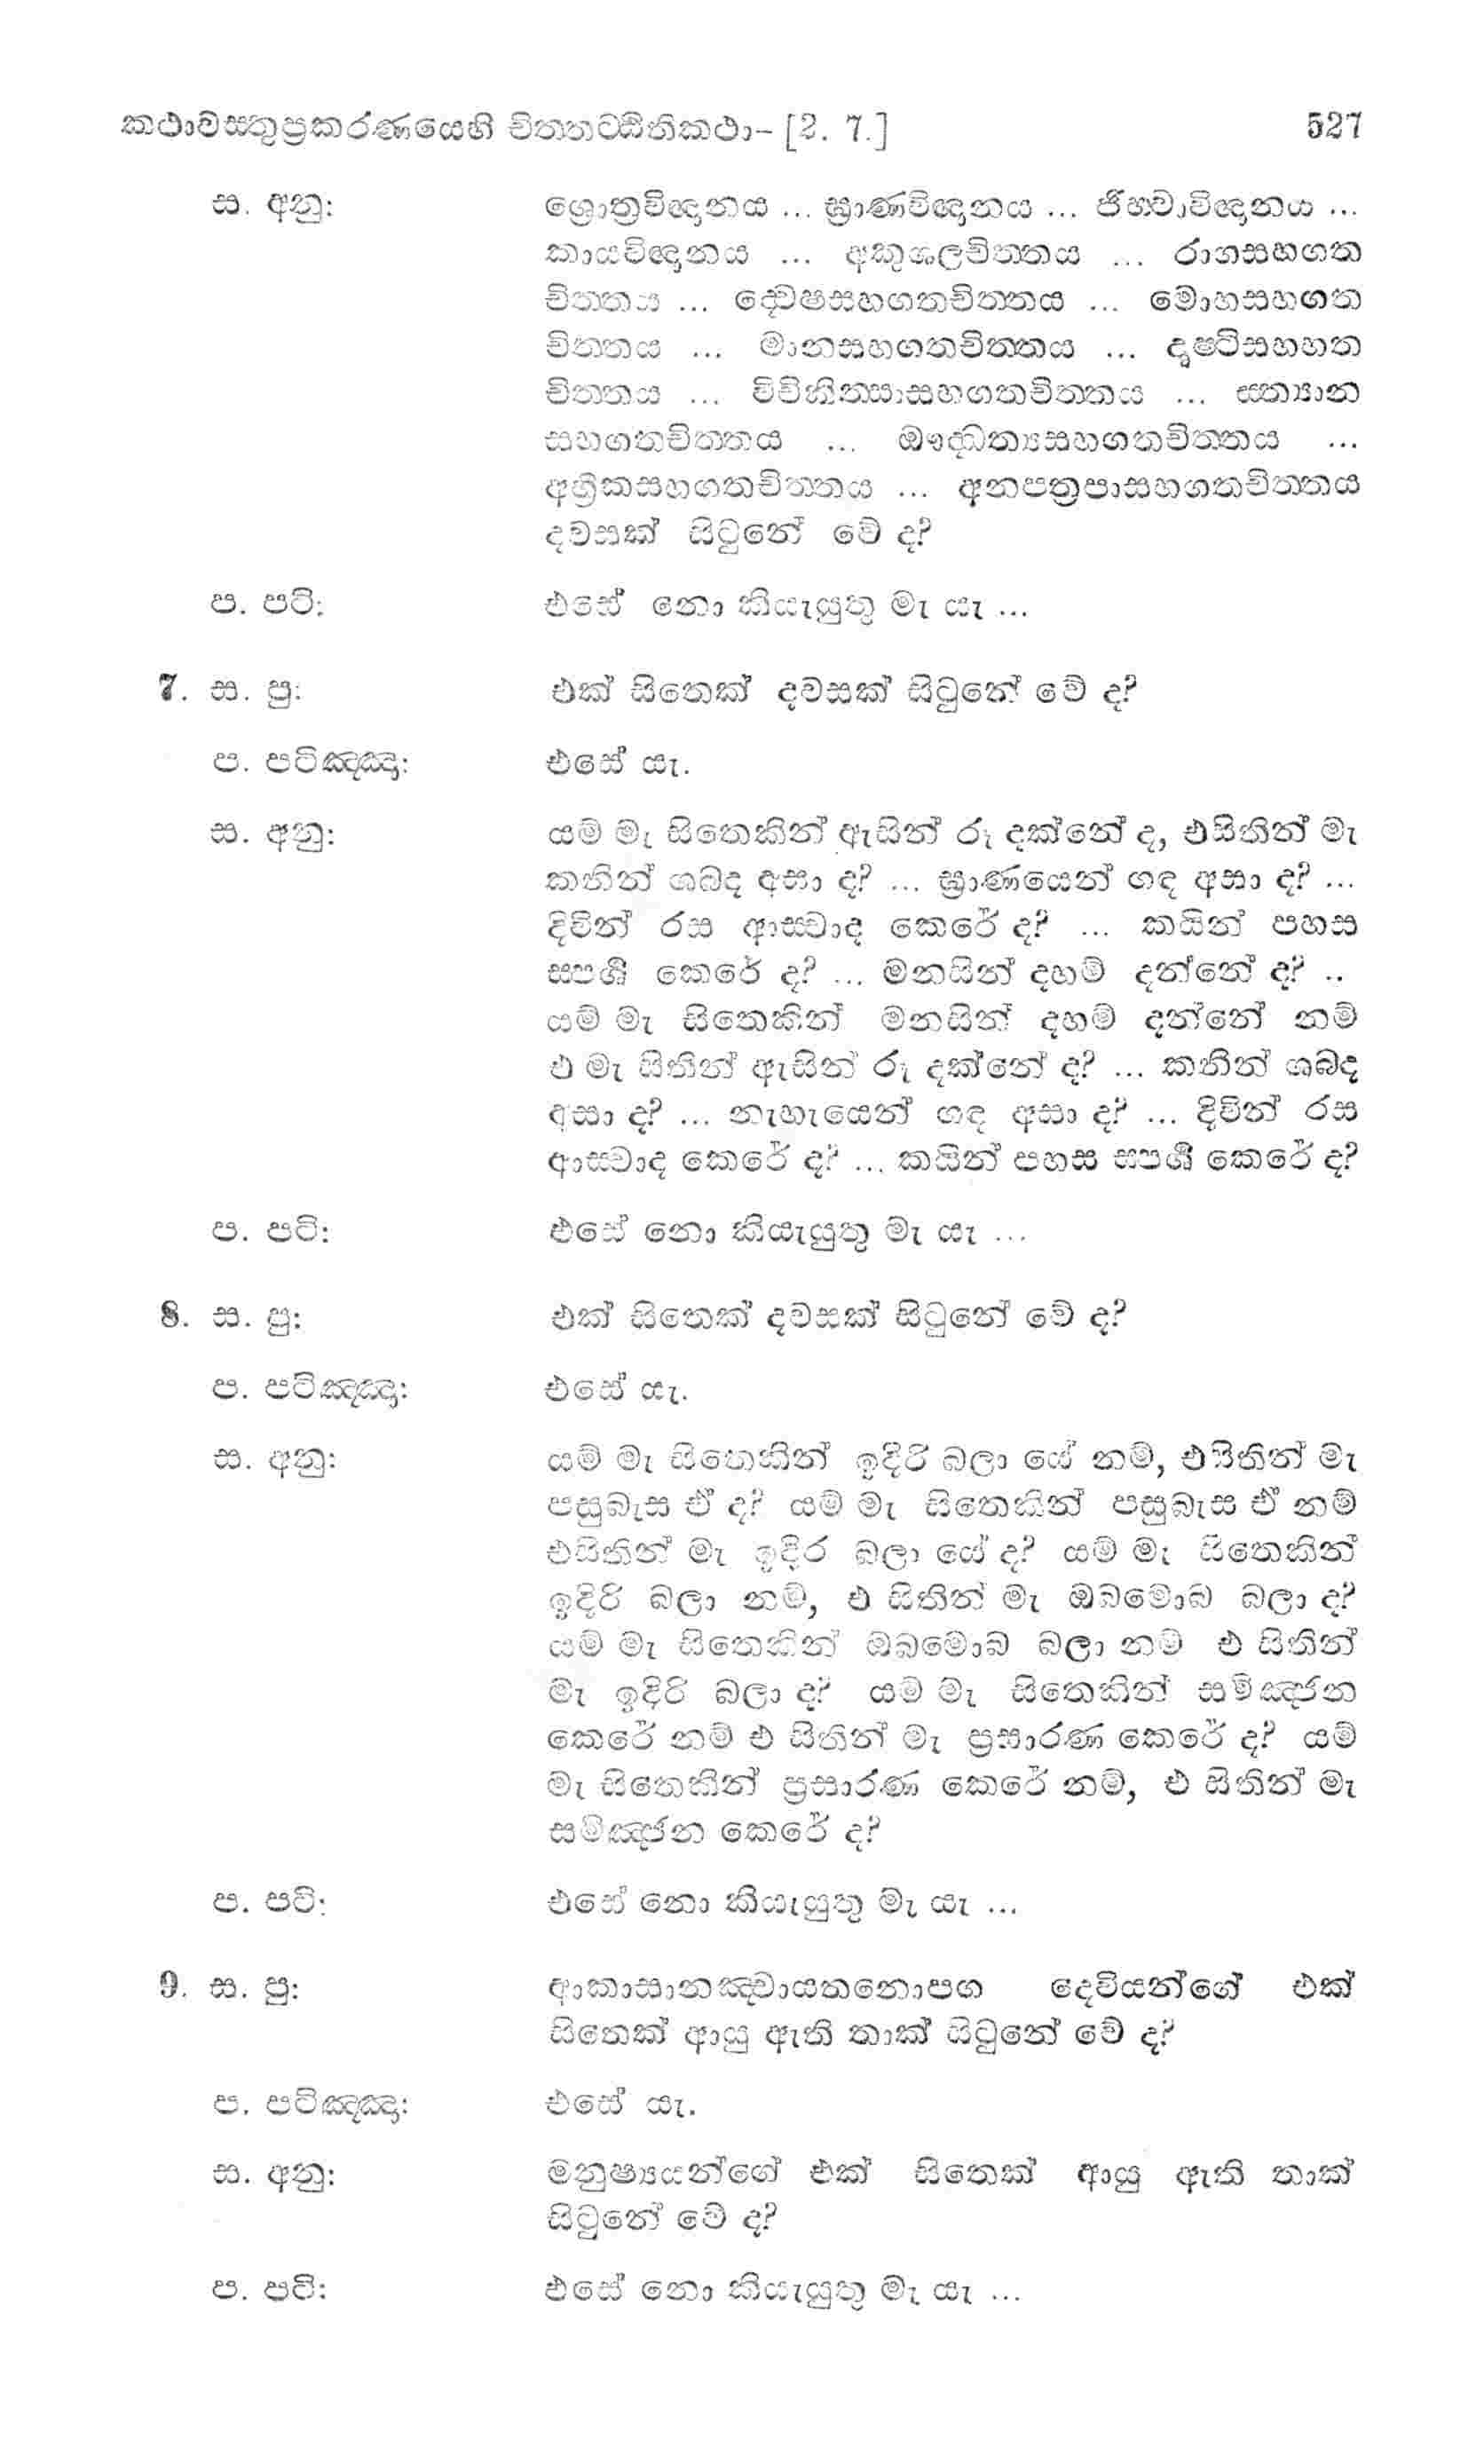 කථාවස්තුප්‍රකරණයෙහි චිත්තට්ඨිතිකථා– [2. 7.] 527
ස. අනු: ශ්‍රොත්‍රවිඥානය ... ඝ්‍රාණවිඥානය ... ජිහ්වාවිඥානය ...
කායවිඥානය ... අකුශලචිත්තය ... රාගසහගත
චිත්තය ... ද්වේෂසහගතචිත්තය ... මොහසහගත
චිත්තය ... මානසහගතචිත්තය ... දෘෂ්ටිසහහත
චිත්තය ... විචිකිත්සාසහගතචිත්තය ... ස්ත්‍යාන
සහගතචිත්තය ... ඖද්ධත්‍යසහගතචිත්තය ...
අහ්‍රීකසහගතචිත්තය ... අනපත්‍රපාසහගතචිත්තය
දවසක් සිටුනේ වේ ද?
ප. පටි: එසේ නො කියැයුතු මැ යැ ...
7. ස. පු: එක් සිතෙක් දවසක් සිටුනේ වේ ද?
ප. පටිඤ්ඤා: එසේ යැ.
ස. අනු: යම් මැ සිතෙකින් ඇසින් රූ දක්නේ ද, එසිතින් මැ
කනින් ශබ්ද අසා ද? ... ඝ්‍රාණයෙන් ගඳ අසා ද? ...
දිවින් රස ආස්වාද කෙරේ ද? ... කයින් පහස
ස්පර්‍ශ කෙරේ ද? ... මනසින් දහම් දන්නේ ද? ..
යම් මැ සිතෙකින් මනසින් දහම් දන්නේ නම්
එ මැ සිතින් ඇසින් රූ දක්නේ ද? ... කනින් ශබ්ද
අසා ද? ... නැහැයෙන් ගඳ අසා ද? ... දිවින් රස
ආස්වාද කෙරේ ද? ... කයින් පහස ස්පර්‍ශ කෙරේ ද?
ප. පටි: එසේ නො කියැයුතු මැ යැ ...
8. ස. පු: එක් සිතෙක් දවසක් සිටුනේ වේ ද?
ප. පටිඤ්ඤා: එසේ යැ.
ස. අනු: යම් මැ සිතෙකින් ඉදිරි බලා යේ නම්, එසිතින් මැ
පසුබැස ඒ ද? යම් මැ සිතෙකින් පසුබැස ඒ නම්
එසිතින් මැ ඉදිර බලා යේ ද? යම් මැ සිතෙකින්
ඉදිරි බලා නම්, එ සිතින් මැ ඔබමොබ බලා ද?
යම් මැ සිතෙකින් ඔබමොබ බලා නම් එ සිතින්
මැ ඉදිරි බලා ද? යම් මැ සිතෙකින් සම්ඤ්ජන
කෙරේ නම් එ සිතින් මැ ප්‍රසාරණ කෙරේ ද? යම්
මැ සිතෙකින් ප්‍රසාරණ කෙරේ නම්, එ සිතින් මැ
සම්ඤ්ජන කෙරේ ද?
ප. පටි: එසේ නො කියැයුතු මැ යැ ...
9. ස. පු: ආකාසානඤ්චායතනොපග දෙවියන්ගේ එක්
සිතෙක් ආයු ඇති තාක් සිටුනේ වේ ද?
ප. පටිඤ්ඤා: එසේ යැ.
ස. අනු: මනුෂ්‍යයන්ගේ එක් සිතෙක් ආයු ඇති තාක්
සිටුනේ වේ ද?
ප. පටි: එසේ නො කියැයුතු මැ යැ ...